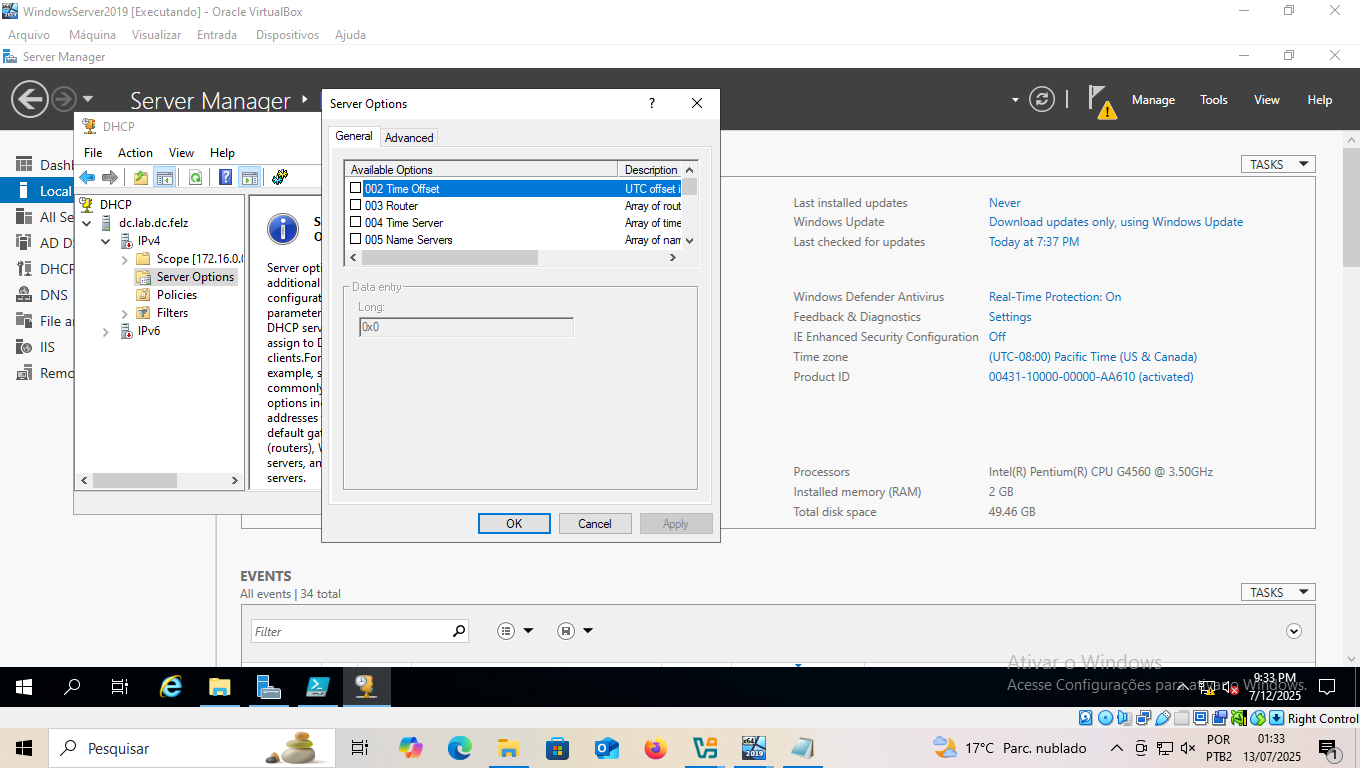 WindowsServer2019 [Executando] - Oracle VirtualBox
Arquivo Máquina Visualizar Entrada Dispositivos Ajuda
Server Manager
Server Manager
Manage Tools View Help
DHCP
File Action View Help
DHCP
dc.lab.dc.felz
IPv4
Scope [172.16.0.
Server Options
Policies
Filters
IPv6
Local
All Se
AD D
DHCP
DNS
File a
IIS
Remo
Server opti
additional
configurat
parameter
DHCP serv
assign to D
clients.For
example, s
commonly
options in
addresses
default gat
(routers), W
servers, an
servers.
Server Options
?
General Advanced
Available Options Description
002 Time Offset UTC offset i
003 Router Array of rout
004 Time Server Array of time
005 Name Servers Array of nam
Data entry
Long:
0x0
OK Cancel Apply
TASKS
Last installed updates Never
Windows Update Download updates only, using Windows Update
Last checked for updates Today at 7:37 PM
Windows Defender Antivirus Real-Time Protection: On
Feedback & Diagnostics Settings
IE Enhanced Security Configuration Off
Time zone (UTC-08:00) Pacific Time (US & Canada)
Product ID 00431-10000-00000-AA610 (activated)
Processors Intel(R) Pentium(R) CPU G4560 @ 3.50GHz
Installed memory (RAM) 2 GB
Total disk space 49.46 GB
EVENTS
All events | 34 total
TASKS
Filter
Ativar o Windows
Acesse Configurações para ativar o Windows.
9:33 PM
7/12/2025
Right Control
Pesquisar
17°C Parc. nublado
POR
PTB2
01:33
13/07/2025
1